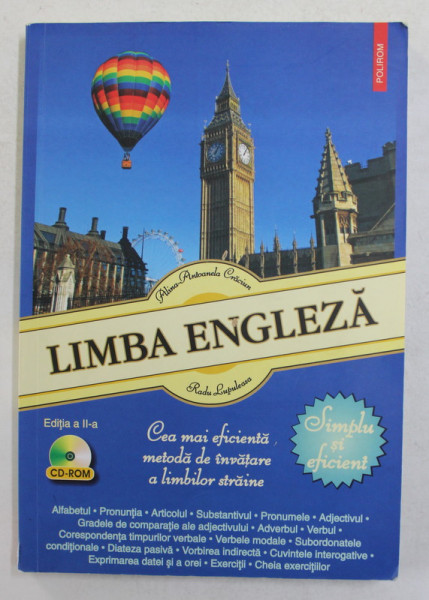 POLIROM
Alina-Antoanela Crăciun
LIMBA ENGLEZĂ
Radu Lupuleasa
Ediția a II-a
CD-ROM
Cea mai eficientă
metodă de învățare
a limbilor străine
Simplu
și
eficient
Alfabetul • Pronunția • Articolul • Substantivul • Pronumele • Adjectivul •
Gradele de comparație ale adjectivului • Adverbul • Verbul •
Corespondența timpurilor verbale • Verbele modale • Subordonatele
condiționale • Diateza pasivă • Vorbirea indirectă • Cuvintele interogative •
Exprimarea datei și a orei • Exerciții • Cheia exercițiilor